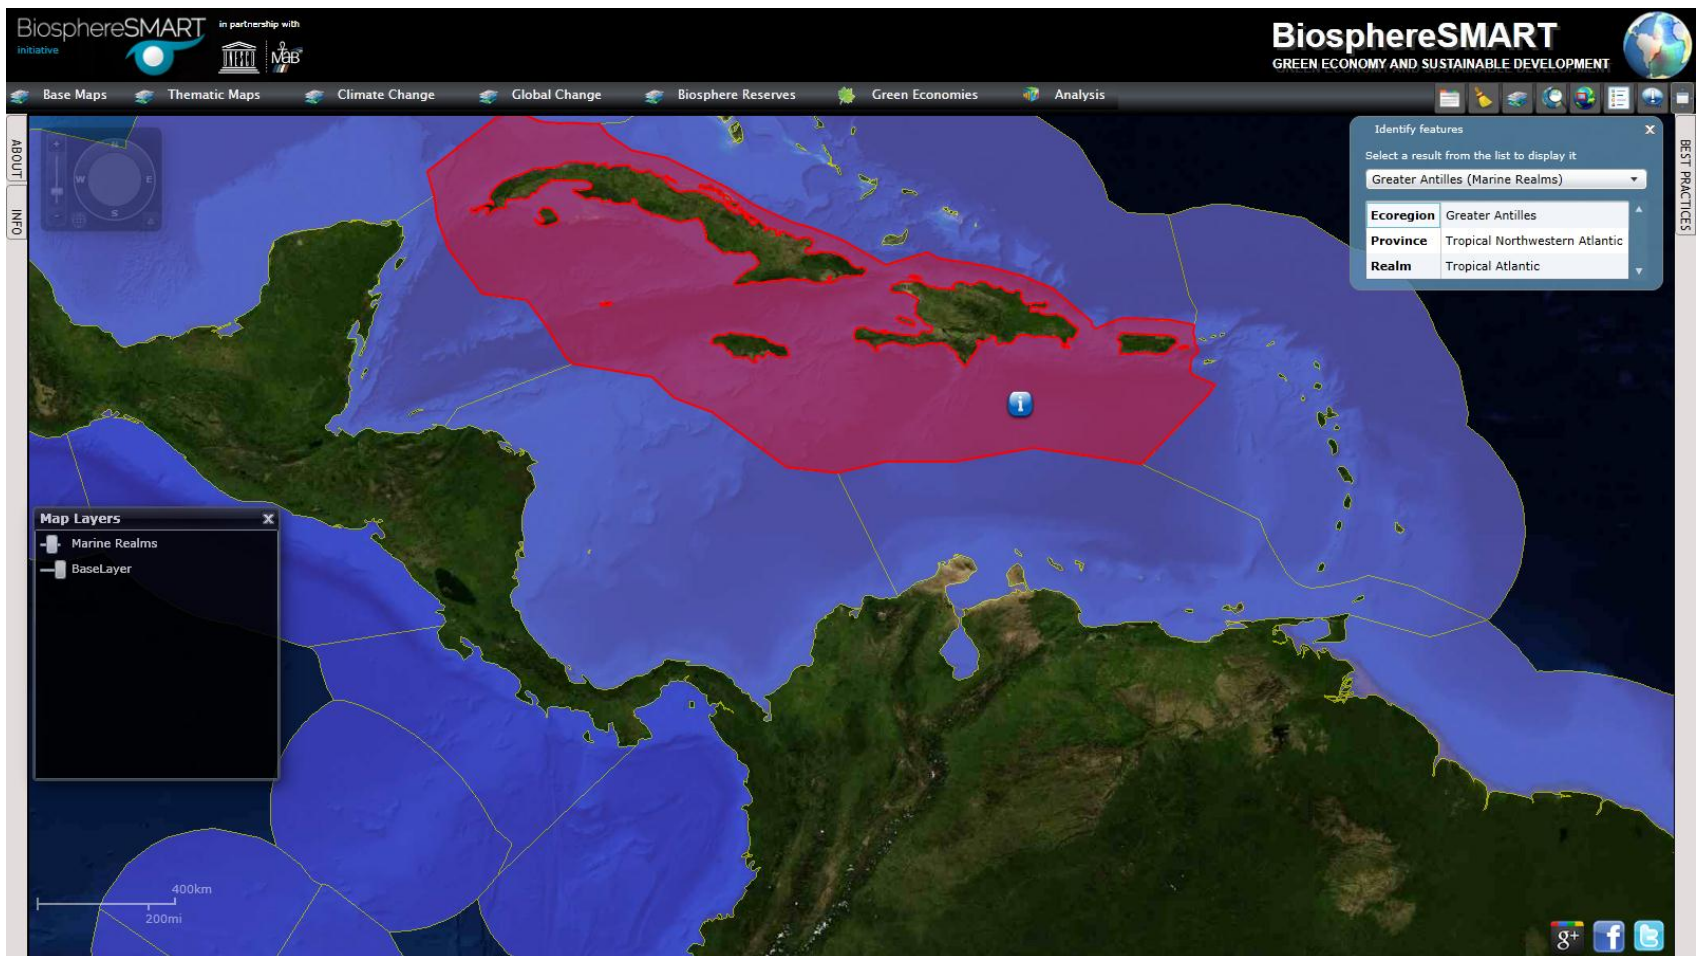 BiosphereSMART
initiative
in partnership with
UNESCO
MaB
BiosphereSMART
GREEN ECONOMY AND SUSTAINABLE DEVELOPMENT
Base Maps
Thematic Maps
Climate Change
Global Change
Biosphere Reserves
Green Economies
Analysis
ABOUT
INFO
BEST PRACTICES
N
W
E
S
Identify features
X
Select a result from the list to display it
Greater Antilles (Marine Realms)
Ecoregion Greater Antilles
Province Tropical Northwestern Atlantic
Realm Tropical Atlantic
i
Map Layers X
Marine Realms
BaseLayer
400km
200mi
g+
f
t